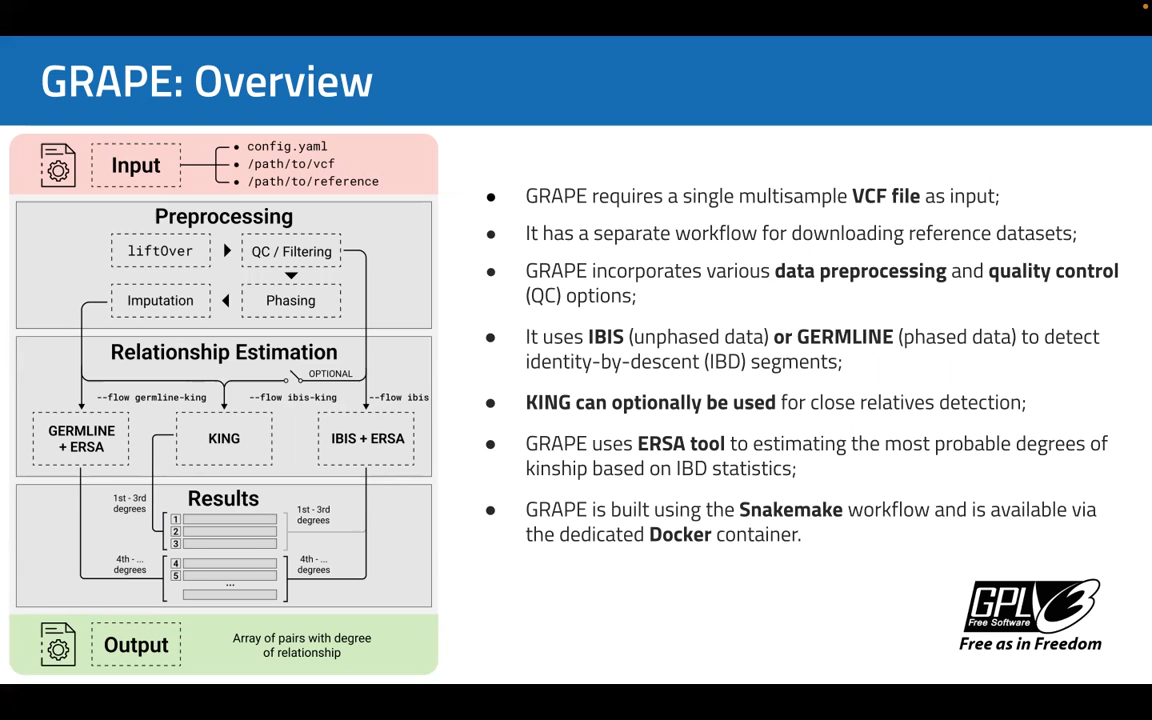 GRAPE: Overview
Input
config.yaml
/path/to/vcf
/path/to/reference
Preprocessing
liftOver
QC / Filtering
Imputation
Phasing
Relationship Estimation
OPTIONAL
--flow germline-king
--flow ibis-king
--flow ibis
GERMLINE
+ ERSA
KING
IBIS + ERSA
Results
1st - 3rd
degrees
1st - 3rd
degrees
1
2
3
4th - ...
degrees
4th - ...
degrees
4
5
...
Output
Array of pairs with degree
of relationship
GRAPE requires a single multisample VCF file as input;
It has a separate workflow for downloading reference datasets;
GRAPE incorporates various data preprocessing and quality control
(QC) options;
It uses IBIS (unphased data) or GERMLINE (phased data) to detect
identity-by-descent (IBD) segments;
KING can optionally be used for close relatives detection;
GRAPE uses ERSA tool to estimating the most probable degrees of
kinship based on IBD statistics;
GRAPE is built using the Snakemake workflow and is available via
the dedicated Docker container.
GPL3
Free Software
Free as in Freedom